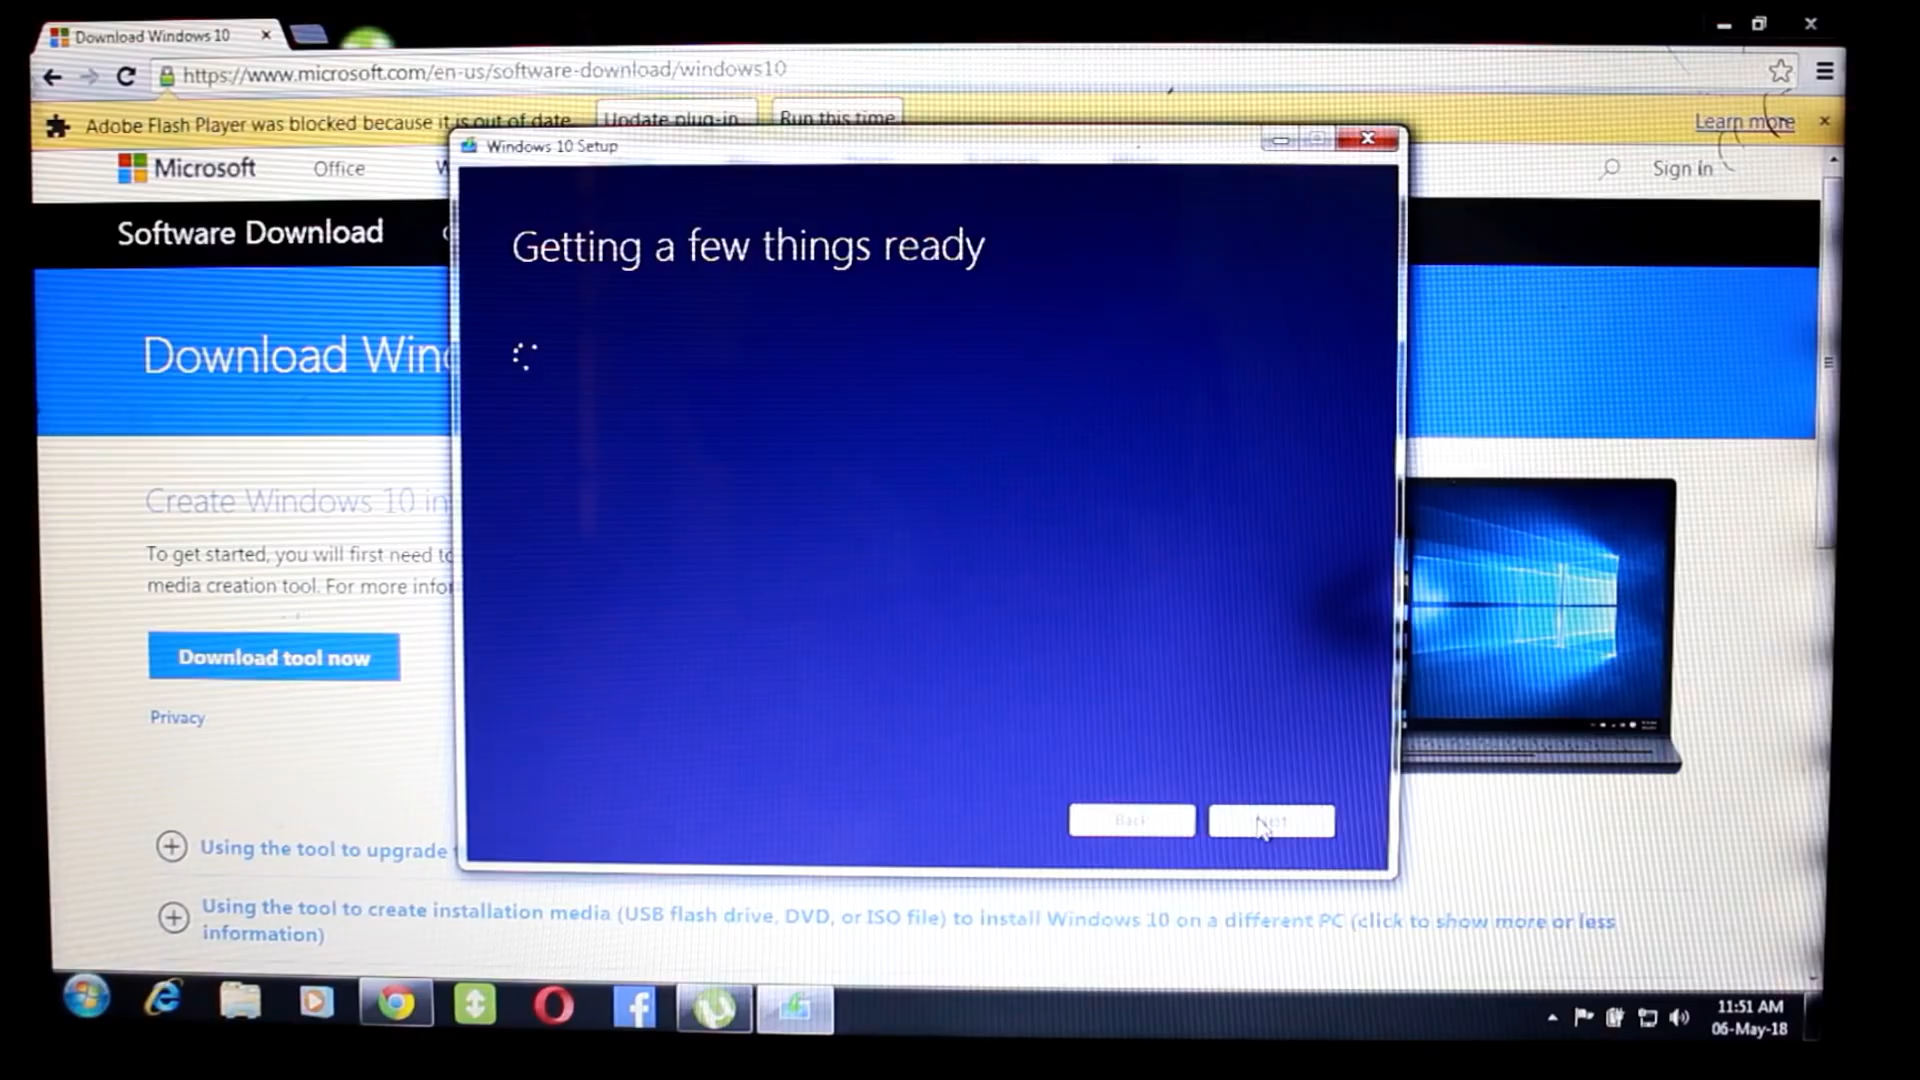 Download Windows 10
https://www.microsoft.com/en-us/software-download/windows10
Adobe Flash Player was blocked because it is out of date
Update plug-in
Run this time
Learn more
Microsoft
Office
Sign in
Software Download
Windows 10 Setup
Getting a few things ready
Download Wind
Create Windows 10 in
To get started, you will first need to
media creation tool. For more infor
Download tool now
Privacy
Back
Using the tool to upgrade
Using the tool to create installation media (USB flash drive, DVD, or ISO file) to install Windows 10 on a different PC (click to show more or less
information)
11:51 AM
06-May-18